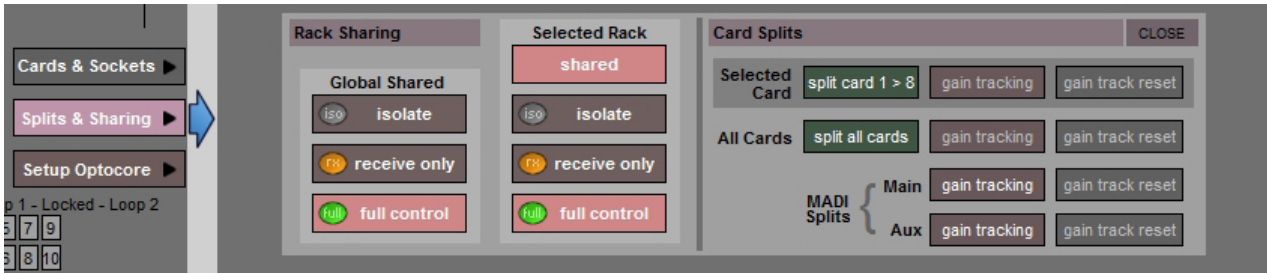 Cards & Sockets
Splits & Sharing
Setup Optocore
p 1 - Locked - Loop 2
5 7 9
6 8 10
Rack Sharing
Global Shared
iso isolate
rx receive only
full full control
Selected Rack
shared
iso isolate
rx receive only
full full control
Card Splits CLOSE
Selected Card split card 1 > 8 gain tracking gain track reset
All Cards split all cards gain tracking gain track reset
MADI Splits
Main gain tracking gain track reset
Aux gain tracking gain track reset